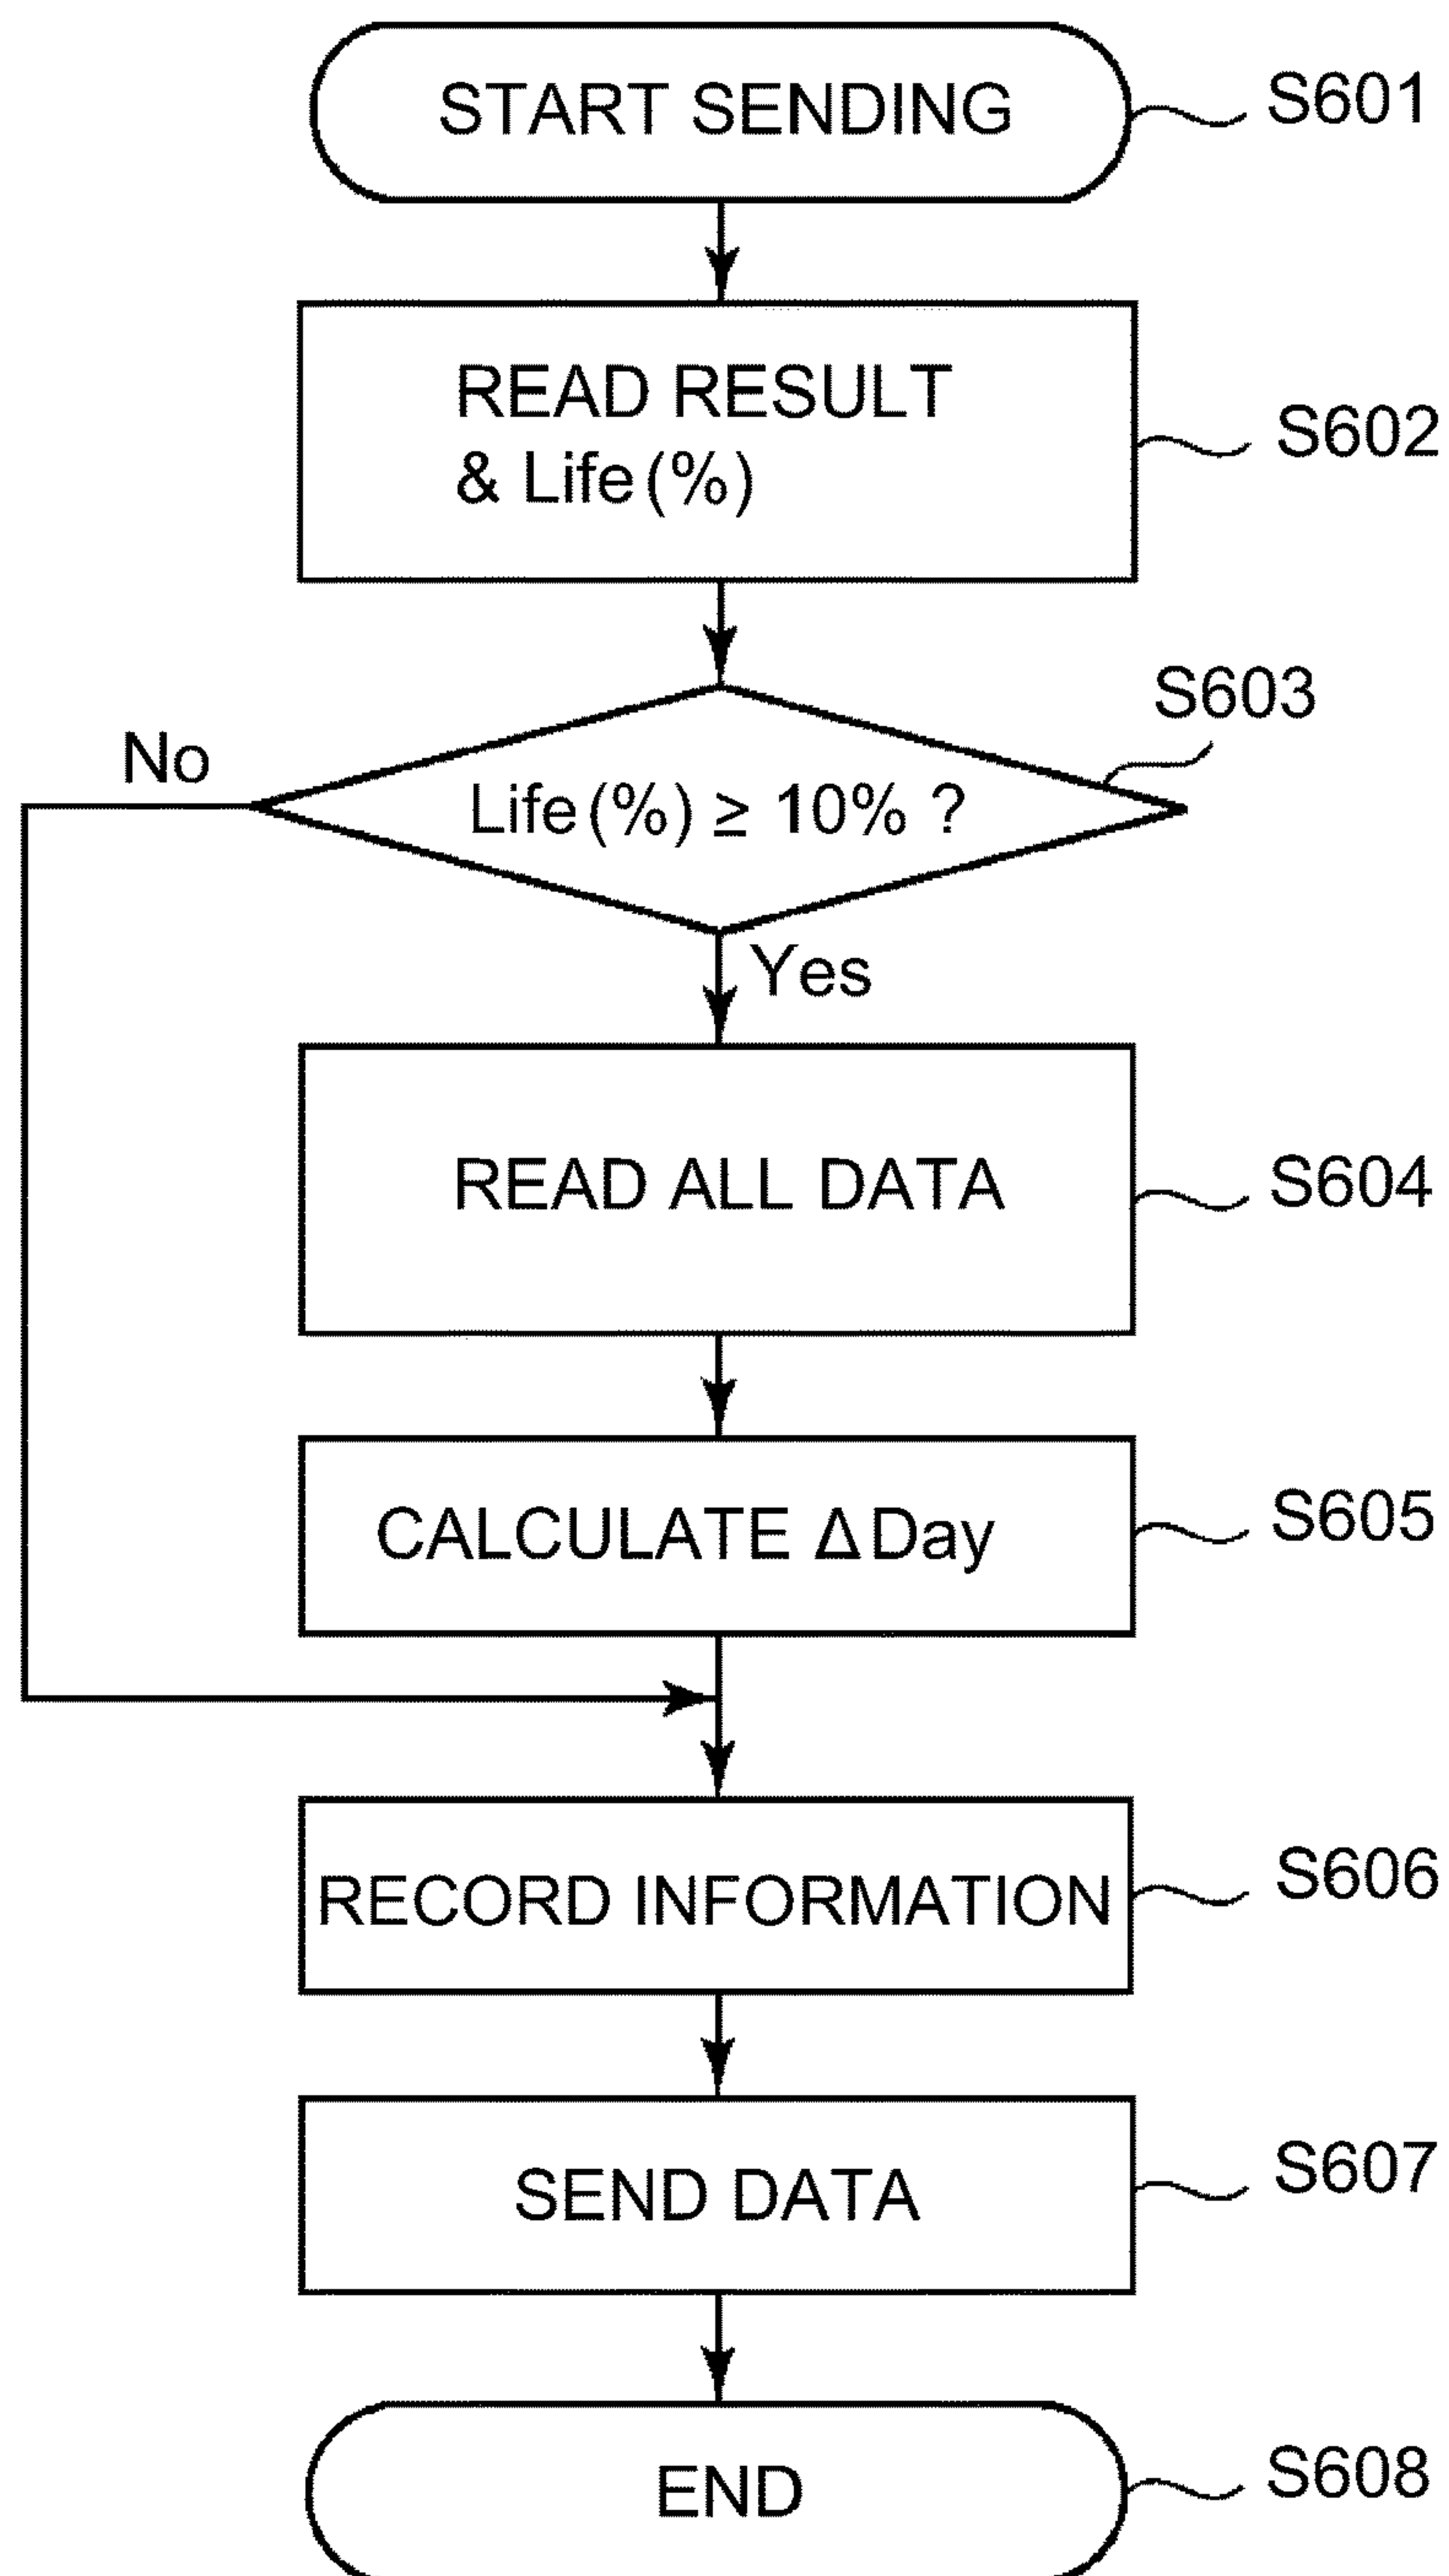 START SENDING
S601
READ RESULT
& Life (%)
S602
S603
No
Life (%) ≥ 10% ?
Yes
READ ALL DATA
S604
CALCULATE Δ Day
S605
RECORD INFORMATION
S606
SEND DATA
S607
END
S608